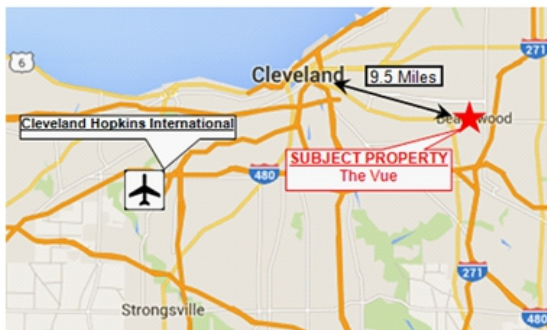 6
271
Cleveland
9.5 Miles
Cleveland Hopkins International
SUBJECT PROPERTY
The Vue
480
271
Strongsville
480